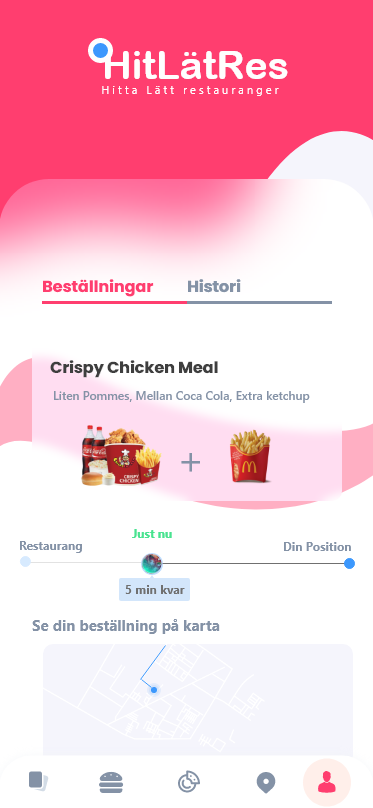 HitLätRes
Hitta Lätt restauranger
Beställningar Histori
Crispy Chicken Meal
Liten Pommes, Mellan Coca Cola, Extra ketchup
CRISPY
CHICKEN
Just nu
Restaurang Din Position
5 min kvar
Se din beställning på karta